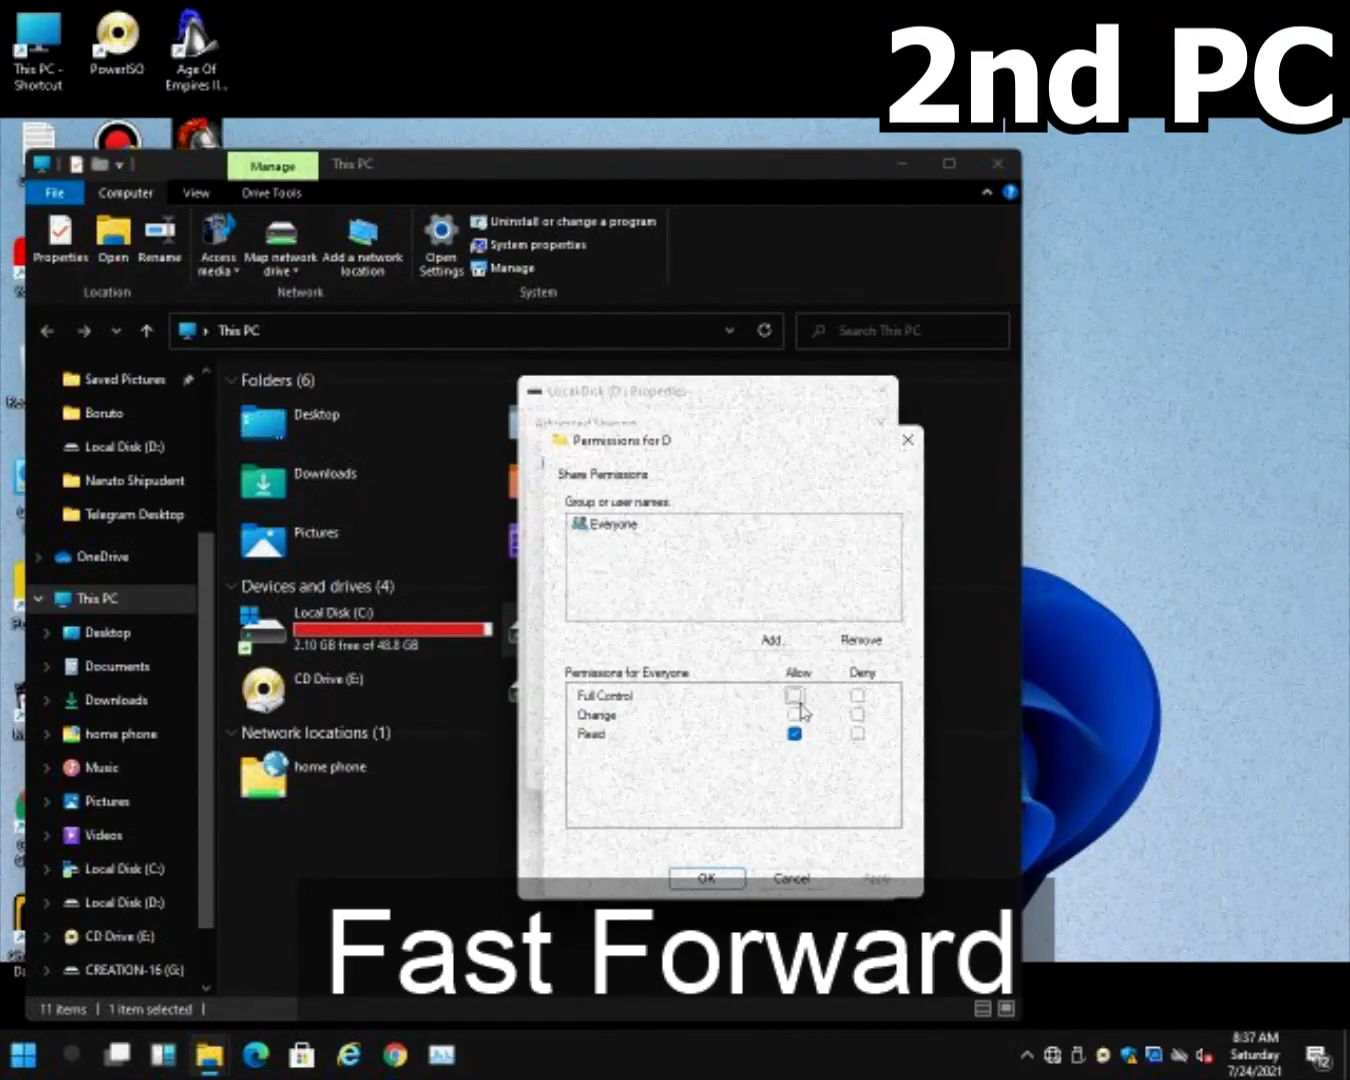 2nd PC
This PC -
Shortcut
PowerISO
Age Of
Empires II...
Manage
This PC
File
Computer
View
Drive Tools
Properties
Open
Rename
Access
media
Map network
drive
Add a network
location
Open
Settings
Uninstall or change a program
System properties
Manage
Location
Network
System
This PC
Search This PC
Saved Pictures
Boruto
Local Disk (D:)
Naruto Shipudent
Telegram Desktop
OneDrive
This PC
Desktop
Documents
Downloads
home phone
Music
Pictures
Videos
Local Disk (C:)
Local Disk (D:)
CD Drive (E:)
CREATION-16 (G:)
Folders (6)
Desktop
Downloads
Pictures
Devices and drives (4)
Local Disk (C:)
2.10 GB free of 48.8 GB
CD Drive (E:)
Network locations (1)
home phone
Local Disk (D:) Properties
Advanced Sharing
Permissions for D
Share Permissions
Group or user names:
Everyone
Add...
Remove
Permissions for Everyone
Allow
Deny
Full Control
Change
Read
OK
Cancel
Apply
Fast Forward
11 items
1 item selected
8:37 AM
Saturday
7/24/2021
12